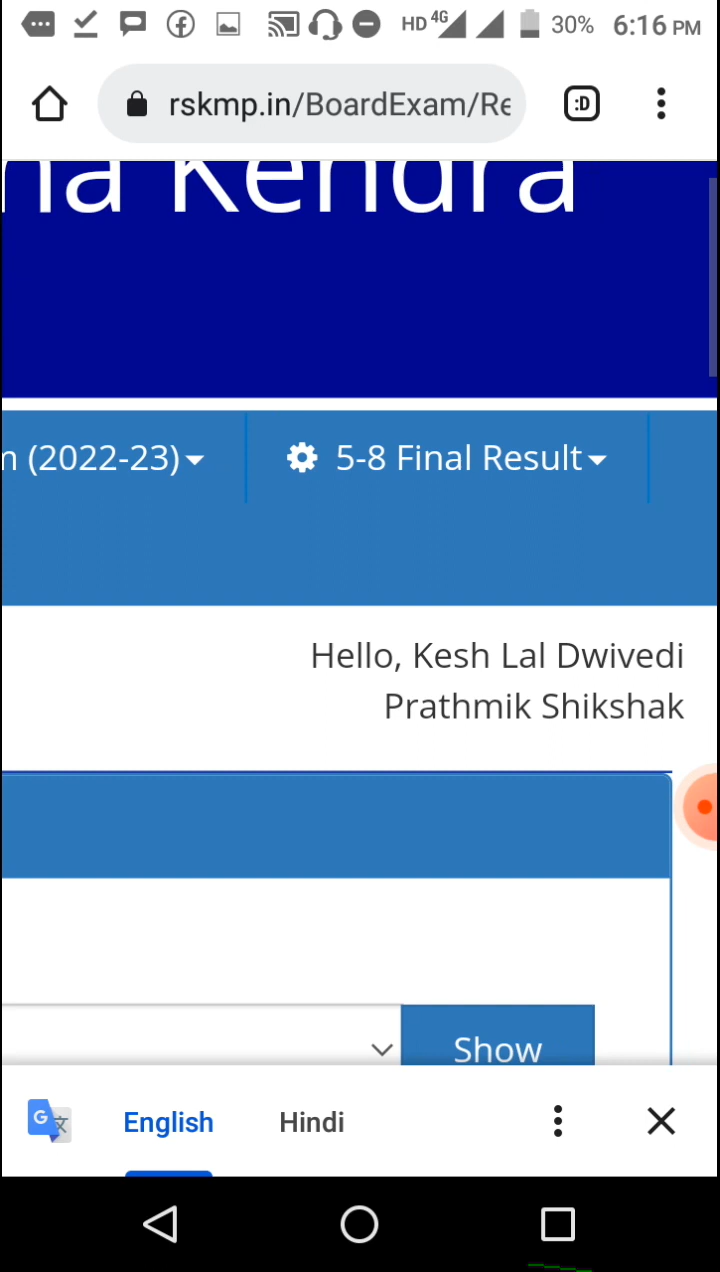 HD 4G 30% 6:16 PM
rskmp.in/BoardExam/Re
na Kendra
n (2022-23) 5-8 Final Result
Hello, Kesh Lal Dwivedi
Prathmik Shikshak
Show
English Hindi